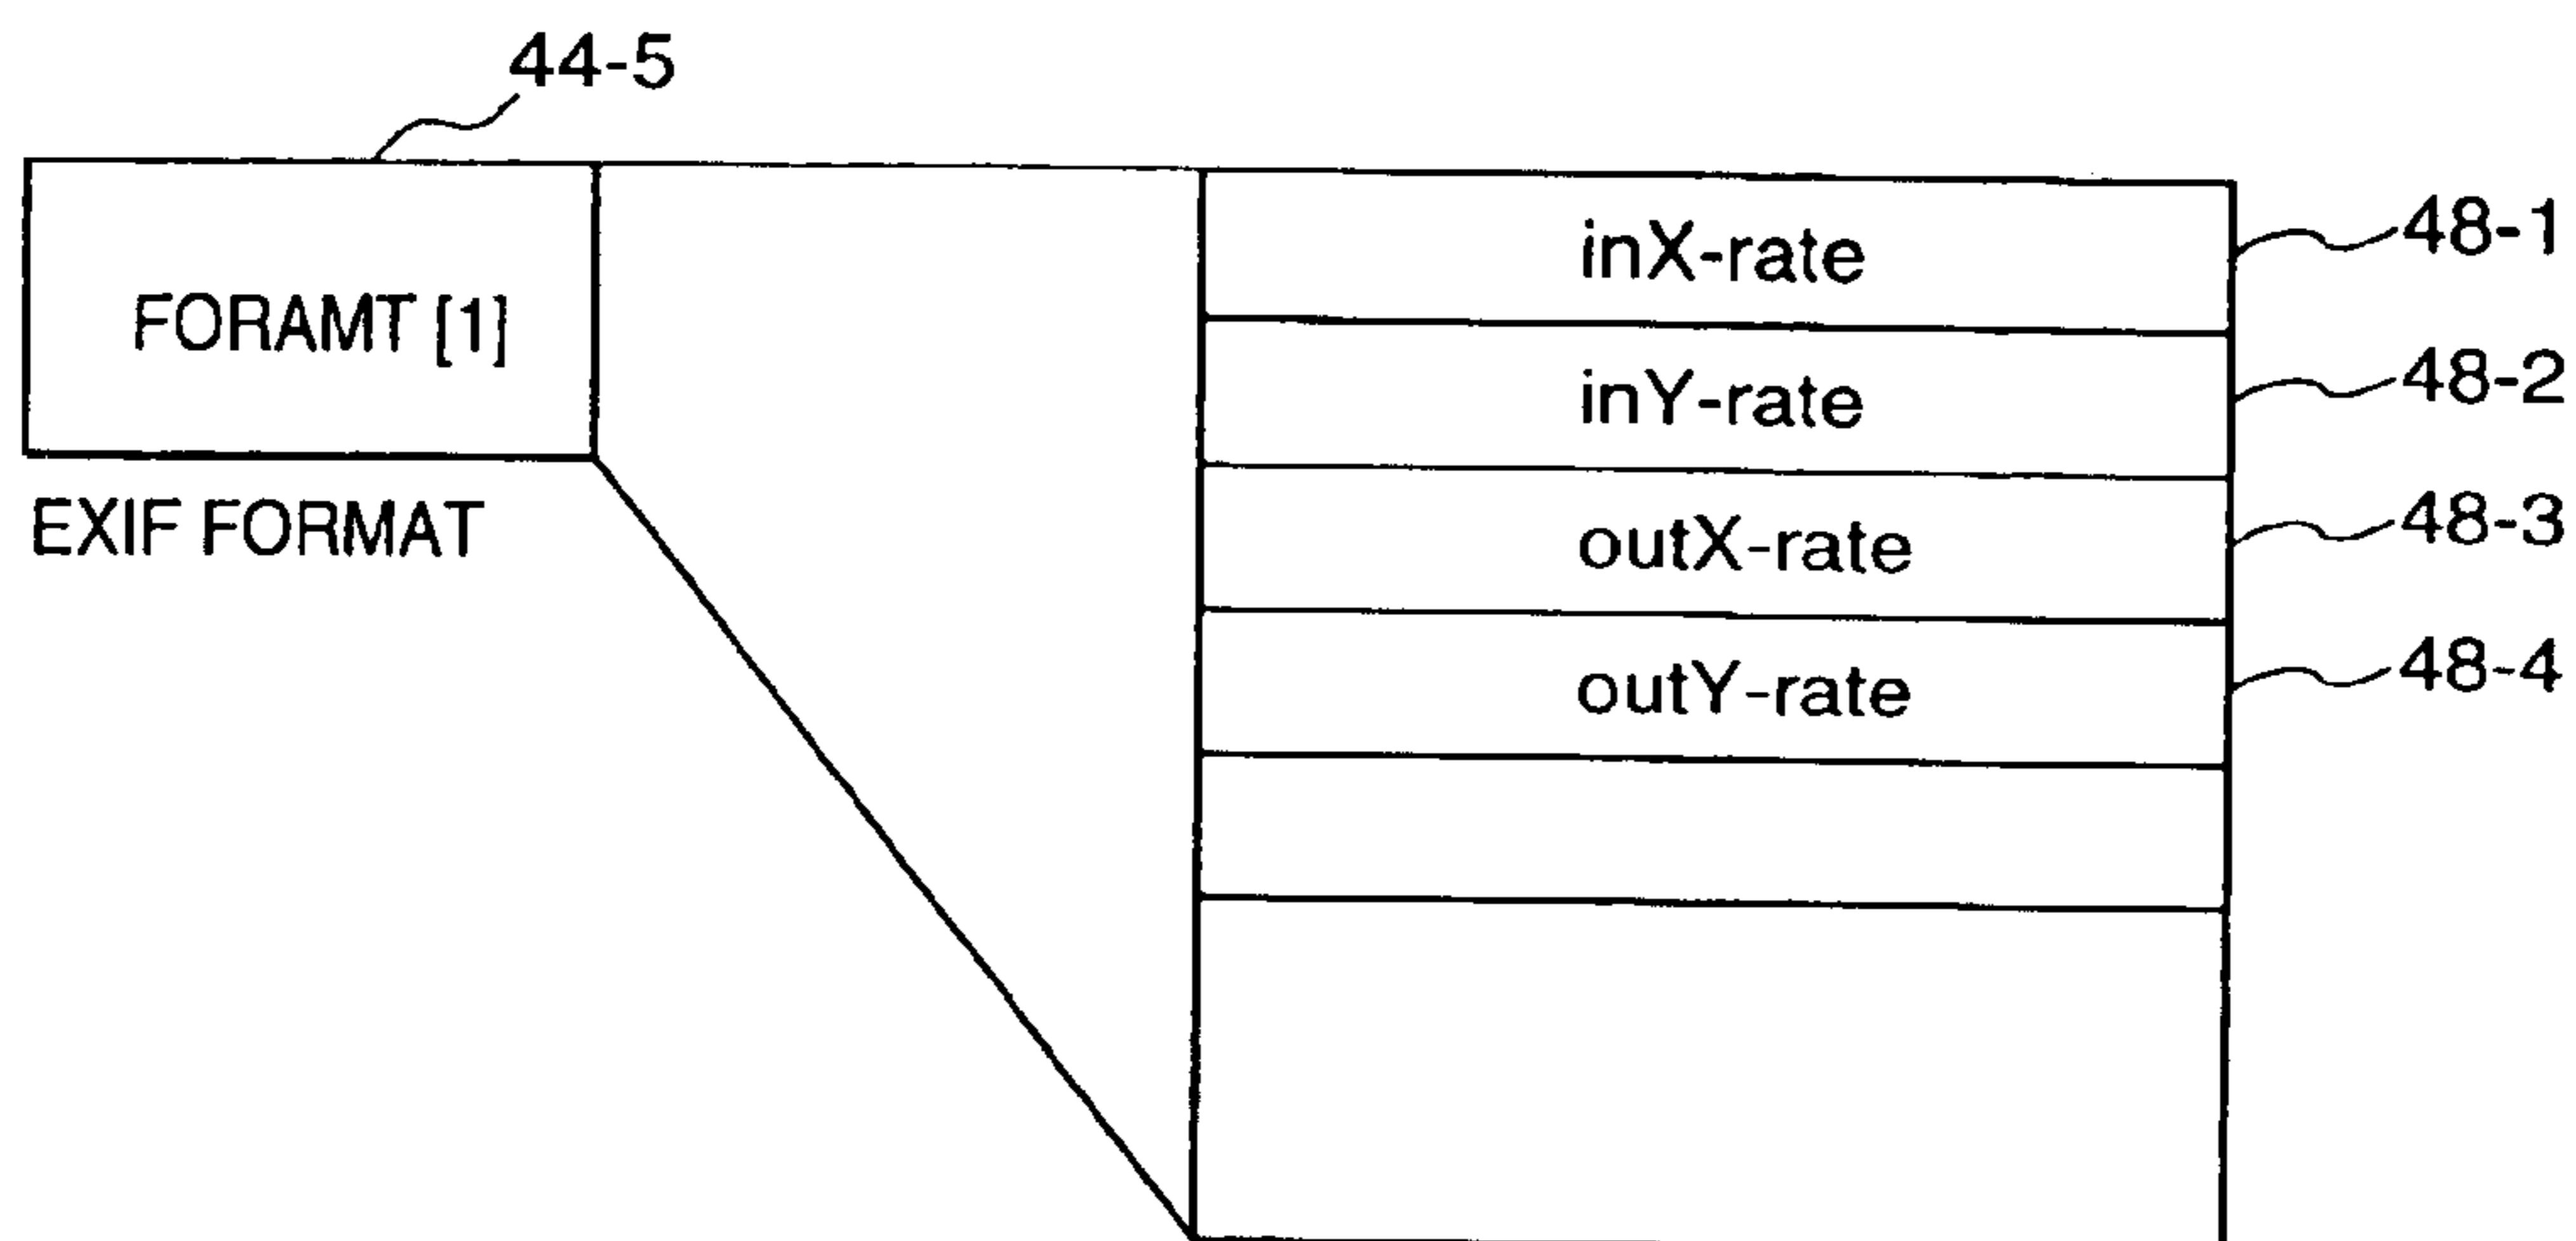 44-5
FORAMT [1]
EXIF FORMAT
inX-rate 48-1
inY-rate 48-2
outX-rate 48-3
outY-rate 48-4